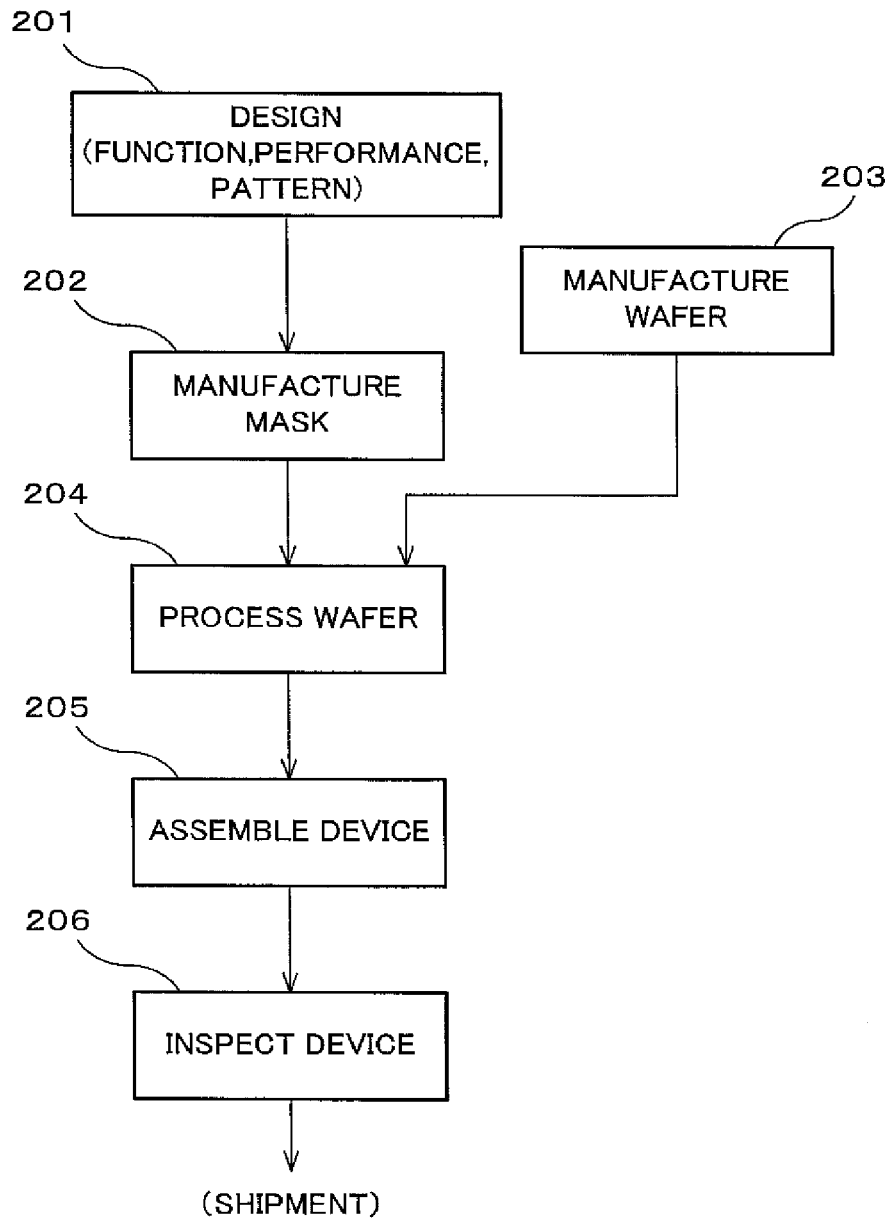 201
DESIGN
(FUNCTION,PERFORMANCE,
PATTERN)
203
MANUFACTURE
WAFER
202
MANUFACTURE
MASK
204
PROCESS WAFER
205
ASSEMBLE DEVICE
206
INSPECT DEVICE
(SHIPMENT)